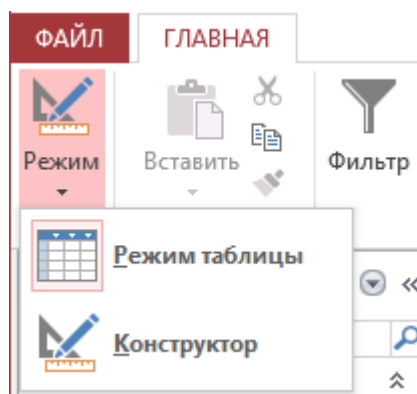 ФАЙЛ ГЛАВНАЯ
Режим Вставить Фильтр
Режим таблицы
Конструктор